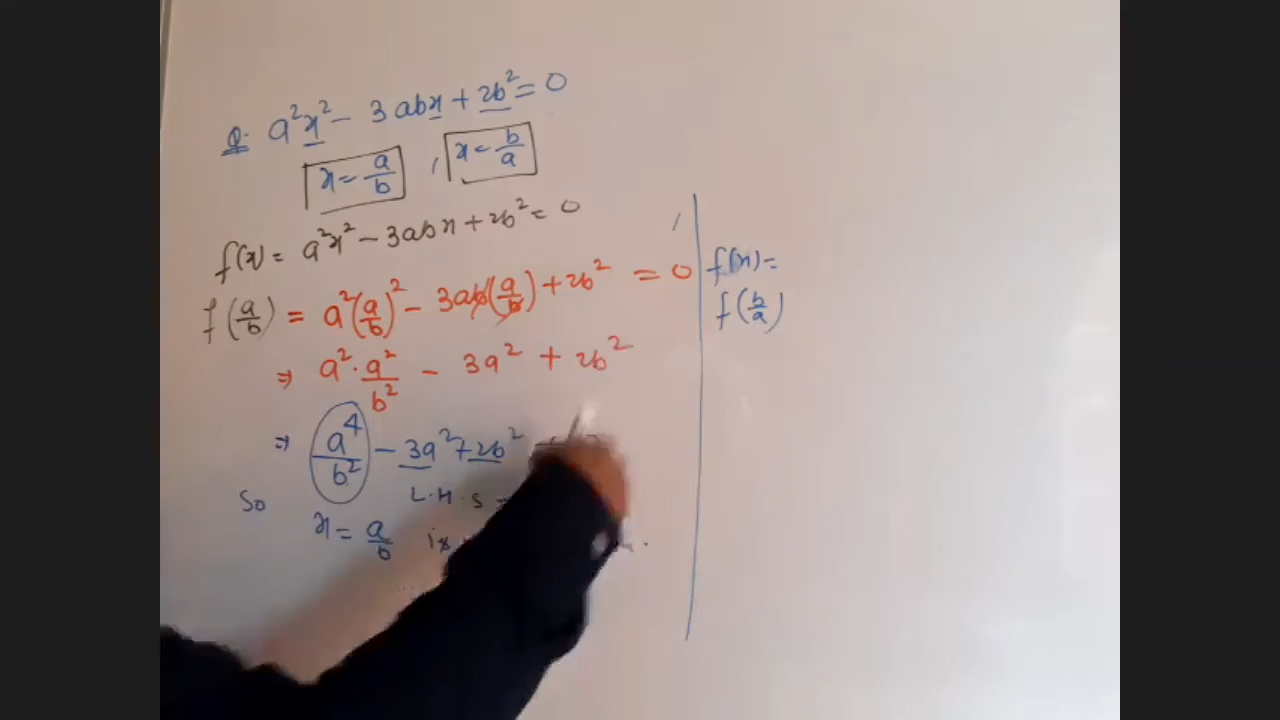 Q. a²x² - 3abx + 2b² = 0
x = a/b , x = b/a
f(x) = a²x² - 3abx + 2b² = 0
f(a/b) = a²(a/b)² - 3ab(a/b) + 2b² = 0
⇒ a² · a²/b² - 3a² + 2b²
⇒ a⁴/b² - 3a² + 2b²
So L.H.S
x = a/b is
f(x) =
f(b/a)